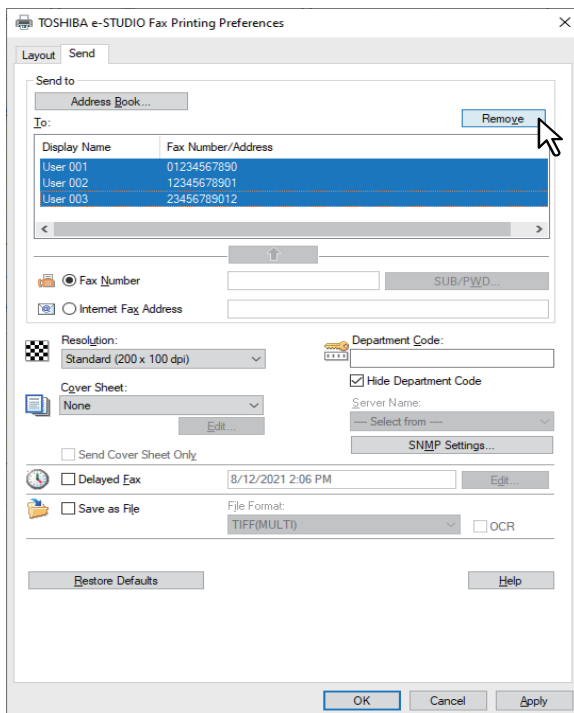 TOSHIBA e-STUDIO Fax Printing Preferences
Layout Send
Send to
Address Book...
Remove
To:
Display Name Fax Number/Address
User 001 01234567890
User 002 12345678901
User 003 23456789012
Fax Number SUB/PWD...
Internet Fax Address
Resolution:
Standard (200 x 100 dpi)
Department Code:
Hide Department Code
Cover Sheet:
None
Server Name:
---- Select from ----
Edit...
SNMP Settings...
Send Cover Sheet Only
Delayed Fax 8/12/2021 2:06 PM Edit...
Save as File
File Format:
TIFF(MULTI) OCR
Restore Defaults Help
OK Cancel Apply